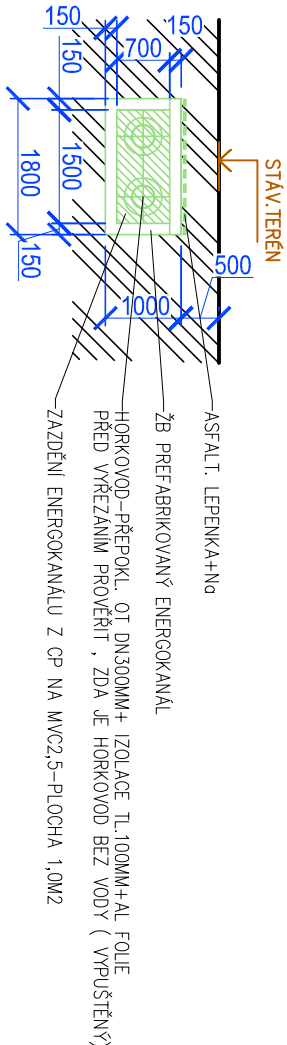 STÁV.TERÉN
500
ASFALT. LEPENKA+Na
ŽB PREFABRIKOVANÝ ENERGOKANÁL
HORKOVOD-PŘEPOKL. OT DN300MM+ IZOLACE TL.100MM+AL FOLIE
PŘED VYŘEZÁNÍM PROVĚŘIT , ZDA JE HORKOVOD BEZ VODY ( VYPUŠTĚNÝ)
ZAZDĚNÍ ENERGOKANÁLU Z CP NA MVC2,5-PLOCHA 1,0M2
150
700
150
1000
150
1500
150
1800